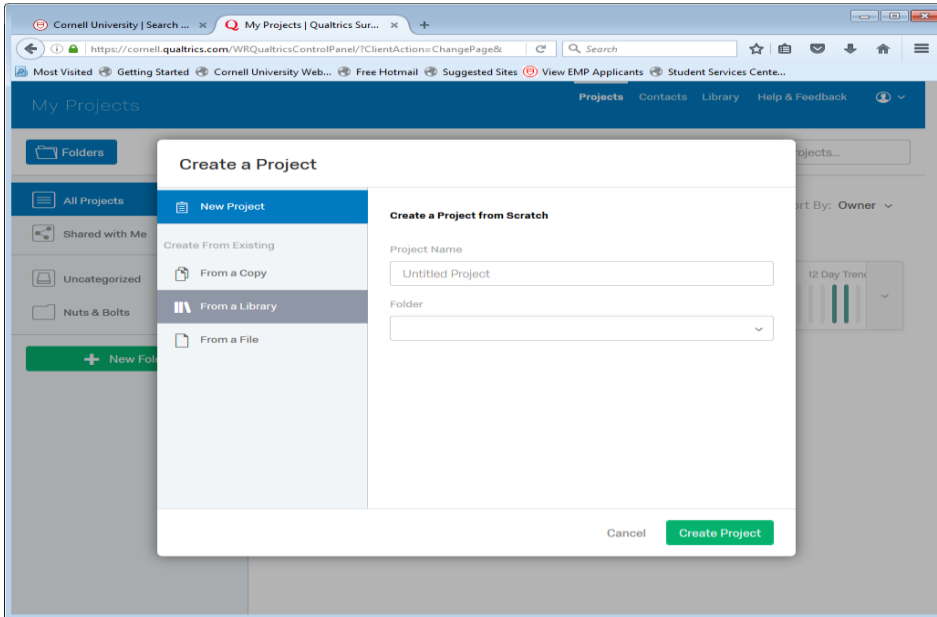 Cornell University | Search ...
My Projects | Qualtrics Sur...
https://cornell.qualtrics.com/WRQualtricsControlPanel/?ClientAction=ChangePage&
Search
Most Visited Getting Started Cornell University Web... Free Hotmail Suggested Sites View EMP Applicants Student Services Cente...
My Projects
Projects Contacts Library Help & Feedback
Folders
ojects...
All Projects
Shared with Me
Uncategorized
Nuts & Bolts
New Fol
rt By: Owner
12 Day Tren
Create a Project
New Project
Create From Existing
From a Copy
From a Library
From a File
Create a Project from Scratch
Project Name
Untitled Project
Folder
Cancel Create Project